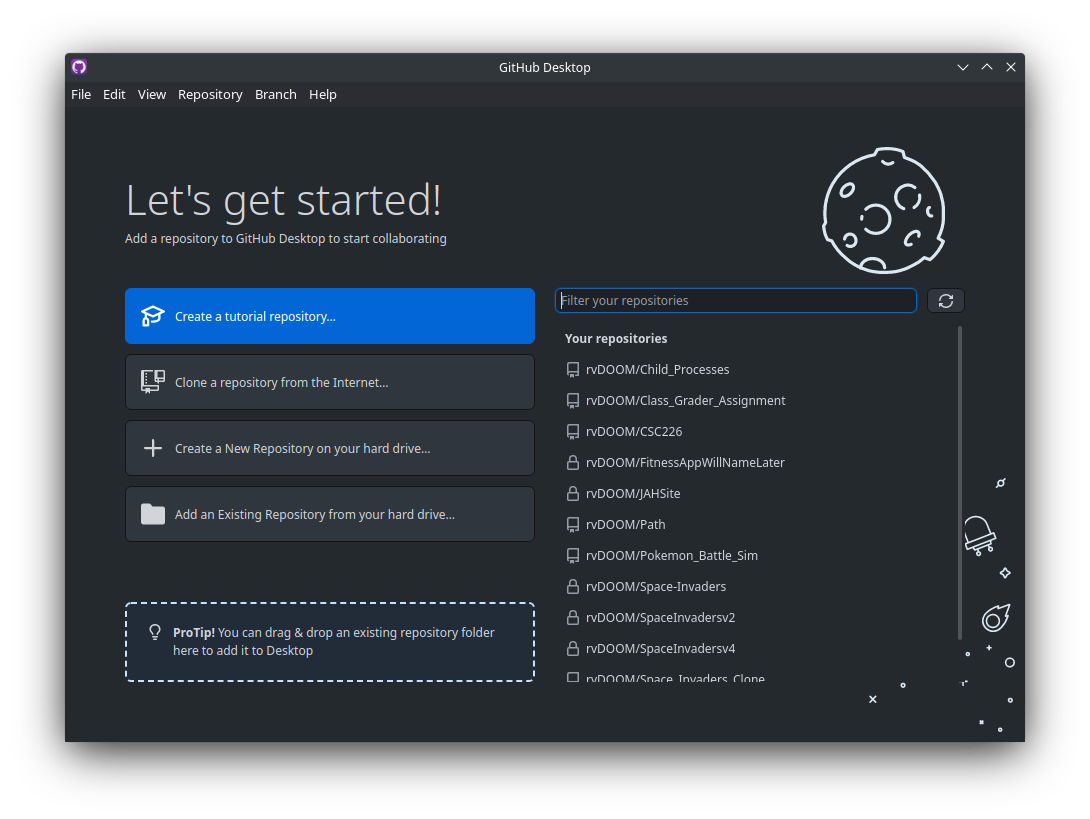 GitHub Desktop
File Edit View Repository Branch Help
Let's get started!
Add a repository to GitHub Desktop to start collaborating
Create a tutorial repository...
Clone a repository from the Internet...
Create a New Repository on your hard drive...
Add an Existing Repository from your hard drive...
ProTip! You can drag & drop an existing repository folder
here to add it to Desktop
Filter your repositories
Your repositories
rvDOOM/Child_Processes
rvDOOM/Class_Grader_Assignment
rvDOOM/CSC226
rvDOOM/FitnessAppWillNameLater
rvDOOM/JAHSite
rvDOOM/Path
rvDOOM/Pokemon_Battle_Sim
rvDOOM/Space-Invaders
rvDOOM/SpaceInvadersv2
rvDOOM/SpaceInvadersv4
rvDOOM/Space_Invaders_Clone